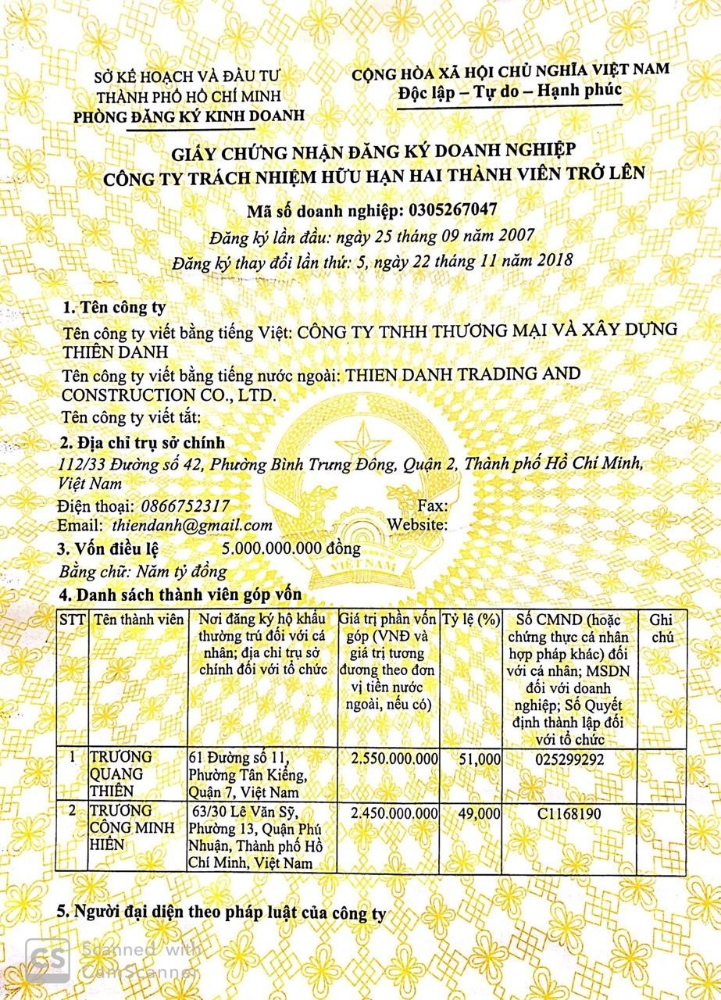 SỞ KẾ HOẠCH VÀ ĐẦU TƯ
THÀNH PHỐ HỒ CHÍ MINH
PHÒNG ĐĂNG KÝ KINH DOANH
CỘNG HÒA XÃ HỘI CHỦ NGHĨA VIỆT NAM
Độc lập – Tự do – Hạnh phúc
GIẤY CHỨNG NHẬN ĐĂNG KÝ DOANH NGHIỆP
CÔNG TY TRÁCH NHIỆM HỮU HẠN HAI THÀNH VIÊN TRỞ LÊN
Mã số doanh nghiệp: 0305267047
Đăng ký lần đầu: ngày 25 tháng 09 năm 2007
Đăng ký thay đổi lần thứ: 5, ngày 22 tháng 11 năm 2018
1. Tên công ty
Tên công ty viết bằng tiếng Việt: CÔNG TY TNHH THƯƠNG MẠI VÀ XÂY DỰNG
THIÊN DANH
Tên công ty viết bằng tiếng nước ngoài: THIEN DANH TRADING AND
CONSTRUCTION CO., LTD.
Tên công ty viết tắt:
2. Địa chỉ trụ sở chính
112/33 Đường số 42, Phường Bình Trưng Đông, Quận 2, Thành phố Hồ Chí Minh,
Việt Nam
Điện thoại: 0866752317 Fax:
Email: thiendanh@gmail.com Website:
3. Vốn điều lệ 5.000.000.000 đồng
Bằng chữ: Năm tỷ đồng
VIỆT NAM
4. Danh sách thành viên góp vốn
STT
Tên thành viên
Nơi đăng ký hộ khẩu
thường trú đối với cá
nhân; địa chỉ trụ sở
chính đối với tổ chức
Giá trị phần vốn
góp (VNĐ và
giá trị tương
đương theo đơn
vị tiền nước
ngoài, nếu có)
Tỷ lệ (%)
Số CMND (hoặc
chứng thực cá nhân
hợp pháp khác) đối
với cá nhân; MSDN
đối với doanh
nghiệp; Số Quyết
định thành lập đối
với tổ chức
Ghi
chú
1
TRƯƠNG
QUANG
THIÊN
61 Đường số 11,
Phường Tân Kiểng,
Quận 7, Việt Nam
2.550.000.000
51,000
025299292
2
TRƯƠNG
CÔNG MINH
HIÊN
63/30 Lê Văn Sỹ,
Phường 13, Quận Phú
Nhuận, Thành phố Hồ
Chí Minh, Việt Nam
2.450.000.000
49,000
C1168190
5. Người đại diện theo pháp luật của công ty
CS
Scanned with
CamScanner